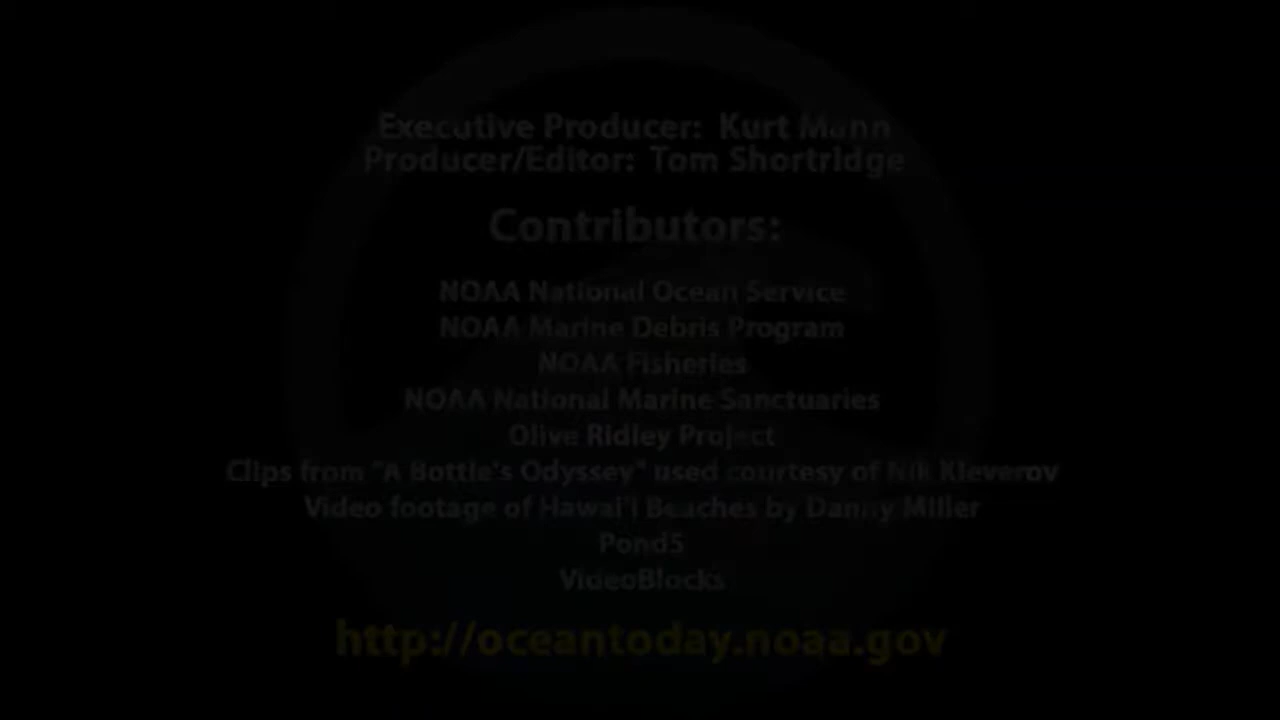 Executive Producer: Kurt Mann
Producer/Editor: Tom Shortridge
Contributors:
NOAA National Ocean Service
NOAA Marine Debris Program
NOAA Fisheries
NOAA National Marine Sanctuaries
Olive Ridley Project
Clips from "A Bottle's Odyssey" used courtesy of Nik Kleverov
Video footage of Hawai'i Beaches by Danny Miller
Pond5
VideoBlocks
http://oceantoday.noaa.gov